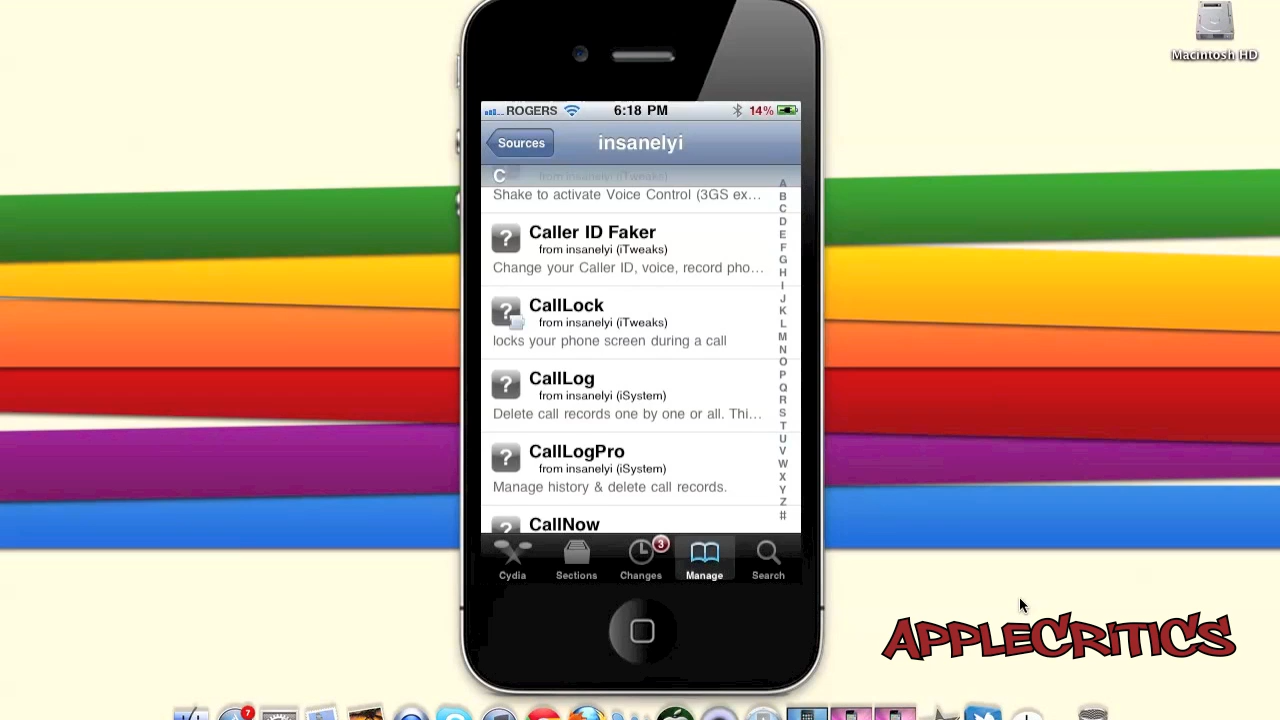 Macintosh HD
ROGERS 6:18 PM 14%
Sources insanelyi
C
Shake to activate Voice Control (3GS ex...
Caller ID Faker
from insanelyi (iTweaks)
Change your Caller ID, voice, record pho...
CallLock
from insanelyi (iTweaks)
locks your phone screen during a call
CallLog
from insanelyi (iSystem)
Delete call records one by one or all. Thi...
CallLogPro
from insanelyi (iSystem)
Manage history & delete call records.
CallNow
A
B
C
D
E
F
G
H
I
J
K
L
M
N
O
P
Q
R
S
T
U
V
W
X
Y
Z
#
3
Cydia Sections Changes Manage Search
APPLECRITICS
7